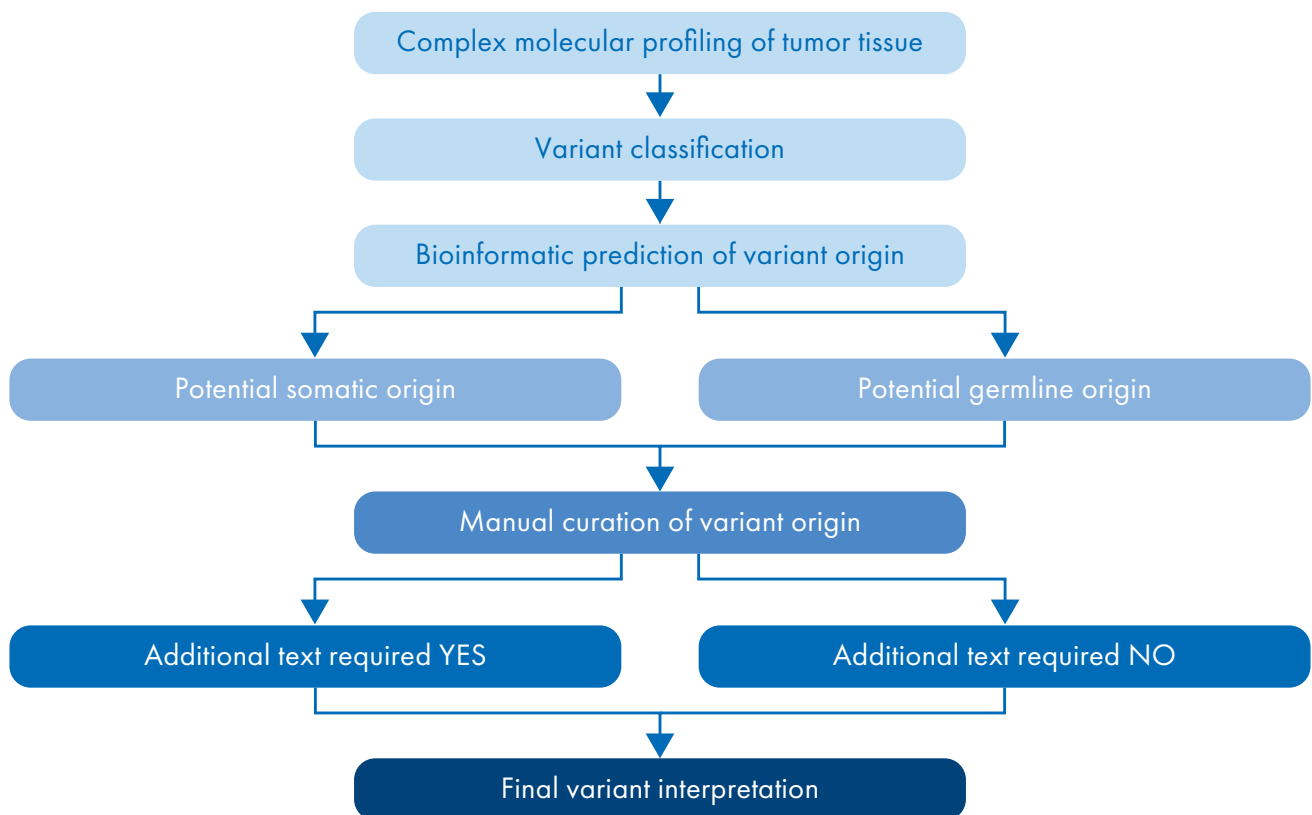 Complex molecular profiling of tumor tissue
Variant classification
Bioinformatic prediction of variant origin
Potential somatic origin
Potential germline origin
Manual curation of variant origin
Additional text required YES
Additional text required NO
Final variant interpretation